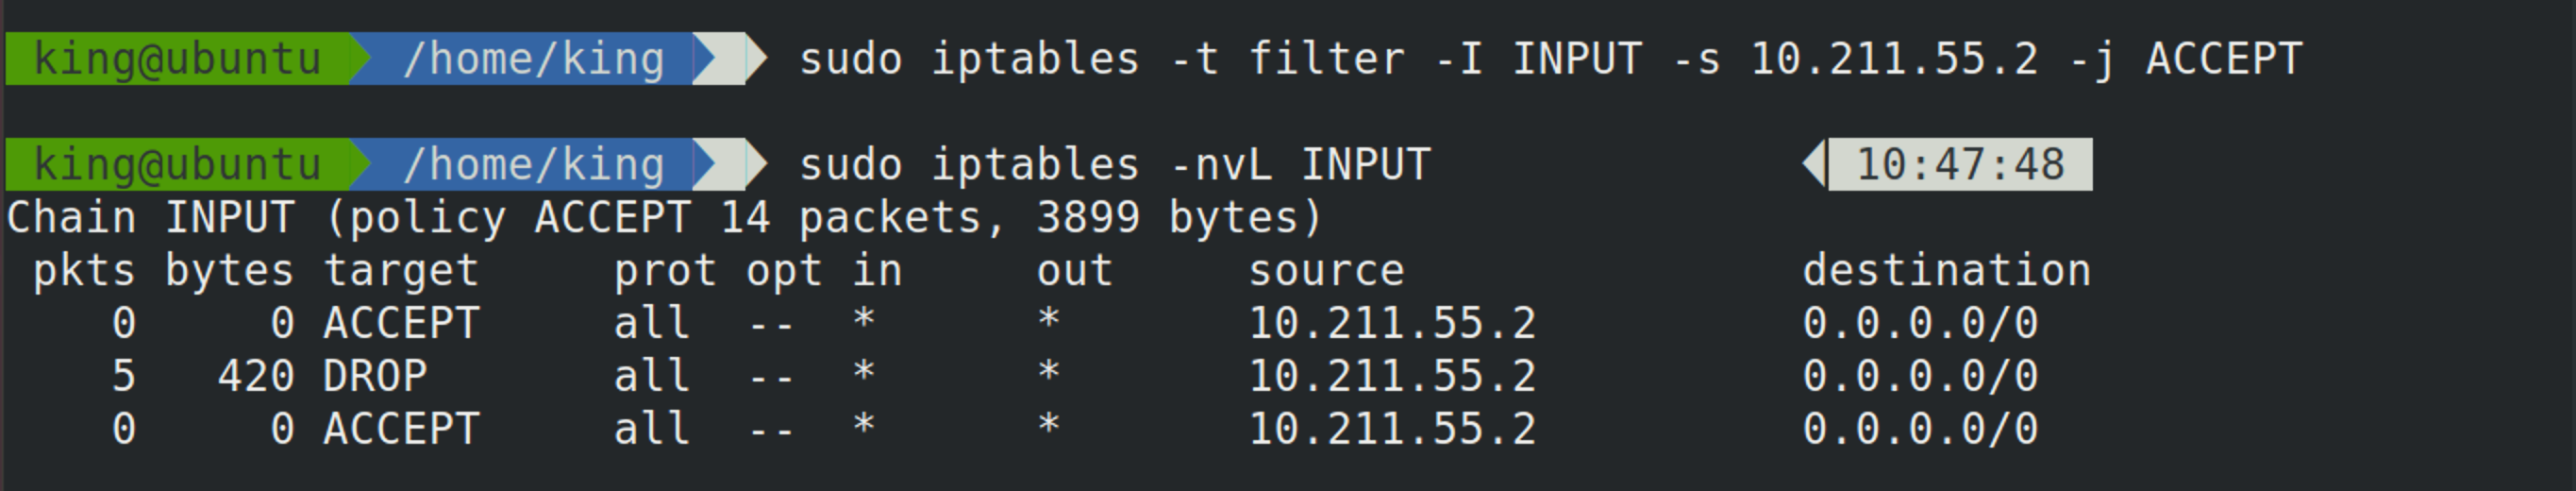 king@ubuntu /home/king sudo iptables -t filter -I INPUT -s 10.211.55.2 -j ACCEPT
king@ubuntu /home/king sudo iptables -nvL INPUT 10:47:48
Chain INPUT (policy ACCEPT 14 packets, 3899 bytes)
pkts bytes target prot opt in out source destination
0 0 ACCEPT all -- * * 10.211.55.2 0.0.0.0/0
5 420 DROP all -- * * 10.211.55.2 0.0.0.0/0
0 0 ACCEPT all -- * * 10.211.55.2 0.0.0.0/0